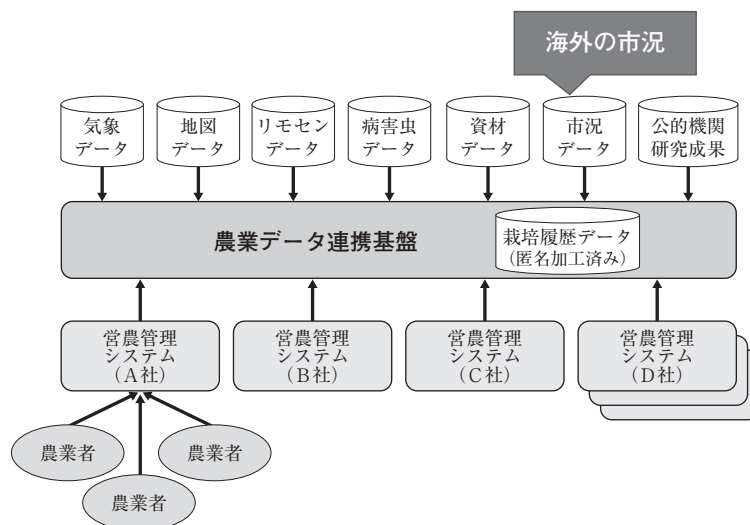 海外の市況
気象
データ
地図
データ
リモセン
データ
病害虫
データ
資材
データ
市況
データ
公的機関
研究成果
農業データ連携基盤
栽培履歴データ
(匿名加工済み)
営農管理
システム
(A社)
営農管理
システム
(B社)
営農管理
システム
(C社)
営農管理
システム
(D社)
農業者
農業者
農業者